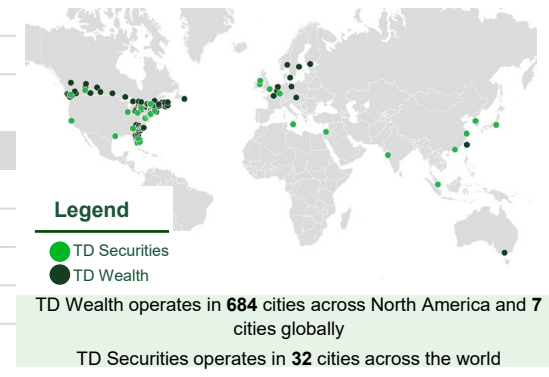 Legend
TD Securities
TD Wealth
TD Wealth operates in 684 cities across North America and 7
cities globally
TD Securities operates in 32 cities across the world